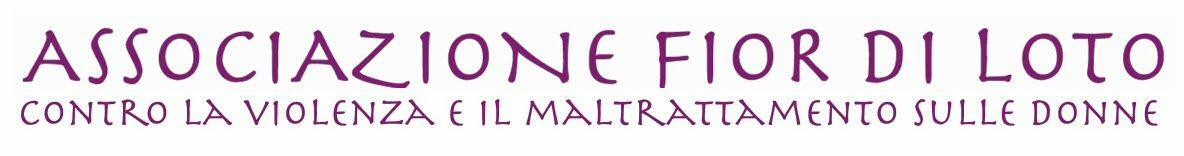 ASSOCIAZIONE FIOR DI LOTO
CONTRO LA VIOLENZA E IL MALTRATTAMENTO SULLE DONNE